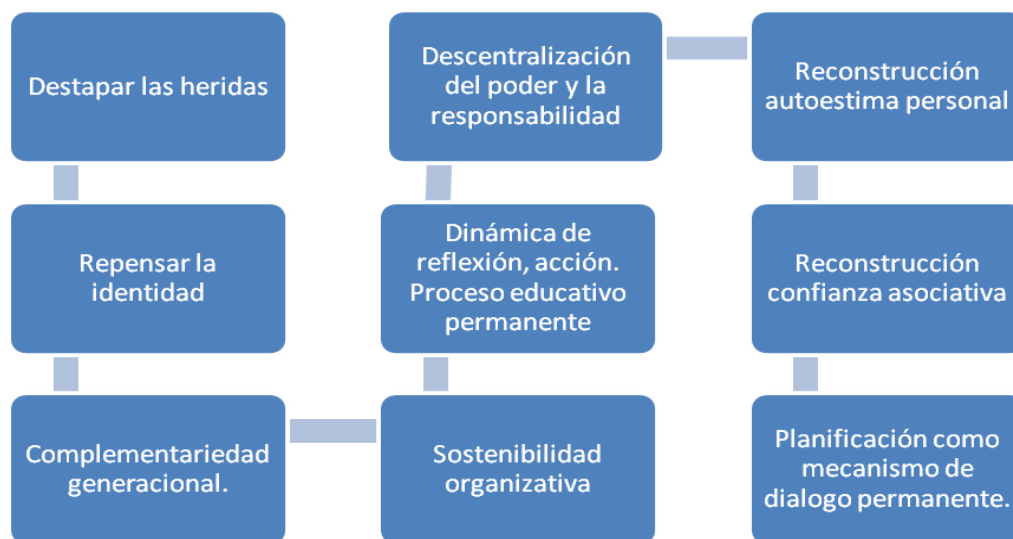 Destapar las heridas
Repensar la
identidad
Complementariedad
generacional.
Sostenibilidad
organizativa
Dinámica de
reflexión, acción.
Proceso educativo
permanente
Descentralización
del poder y la
responsabilidad
Reconstrucción
autoestima personal
Reconstrucción
confianza asociativa
Planificación como
mecanismo de
dialogo permanente.